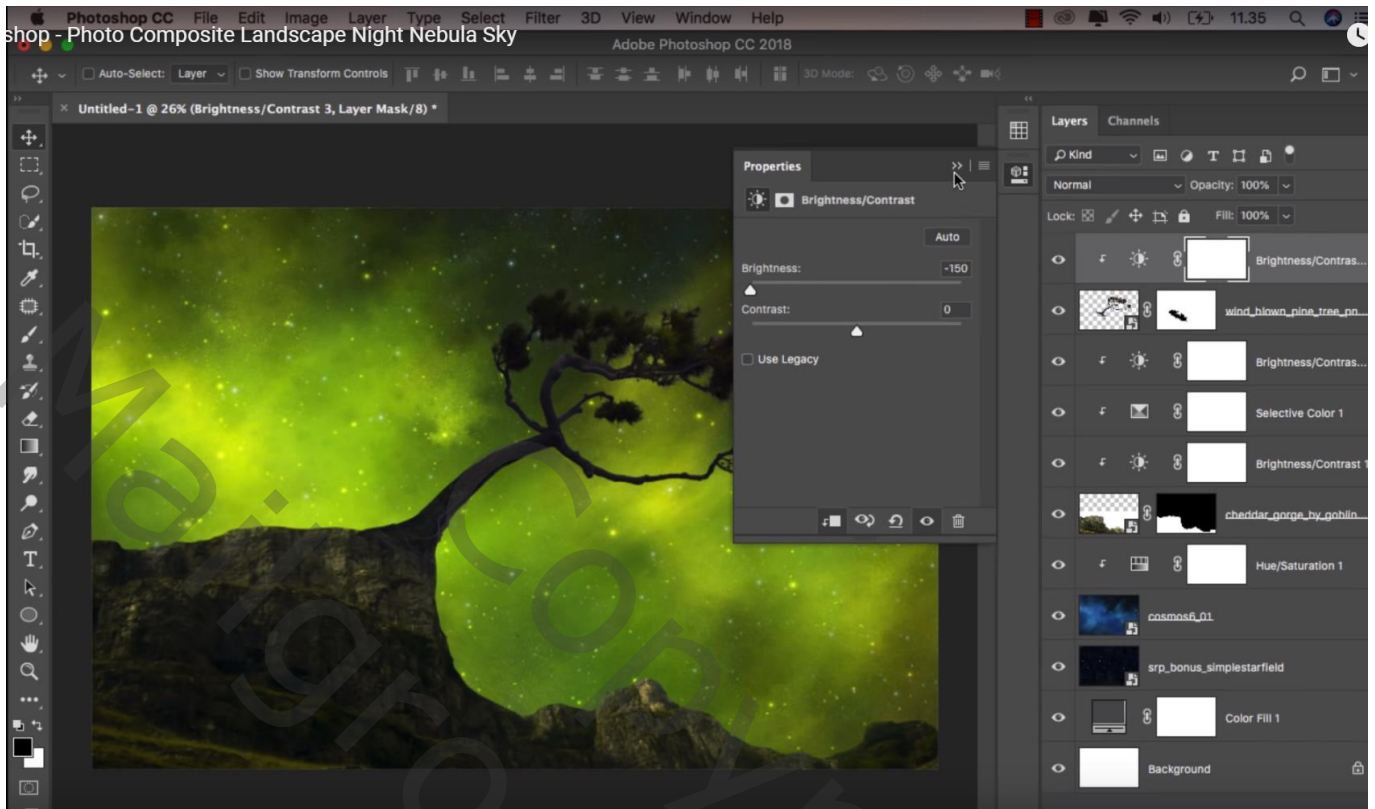 Photoshop CC File Edit Image Layer Type Select Filter 3D View Window Help 11.35
shop - Photo Composite Landscape Night Nebula Sky
Adobe Photoshop CC 2018
Auto-Select: Layer Show Transform Controls 3D Mode:
Untitled-1 @ 26% (Brightness/Contrast 3, Layer Mask/8) *
Layers Channels
Kind
Normal Opacity: 100%
Lock: Fill: 100%
Properties
Brightness/Contrast
Auto
Brightness: -150
Contrast: 0
Use Legacy
Brightness/Contras...
wind_blown_pine_tree_pn...
Brightness/Contras...
Selective Color 1
Brightness/Contrast 1
cheddar_gorge_by_goblin...
Hue/Saturation 1
cosmos6_01
srp_bonus_simplestarfield
Color Fill 1
Background